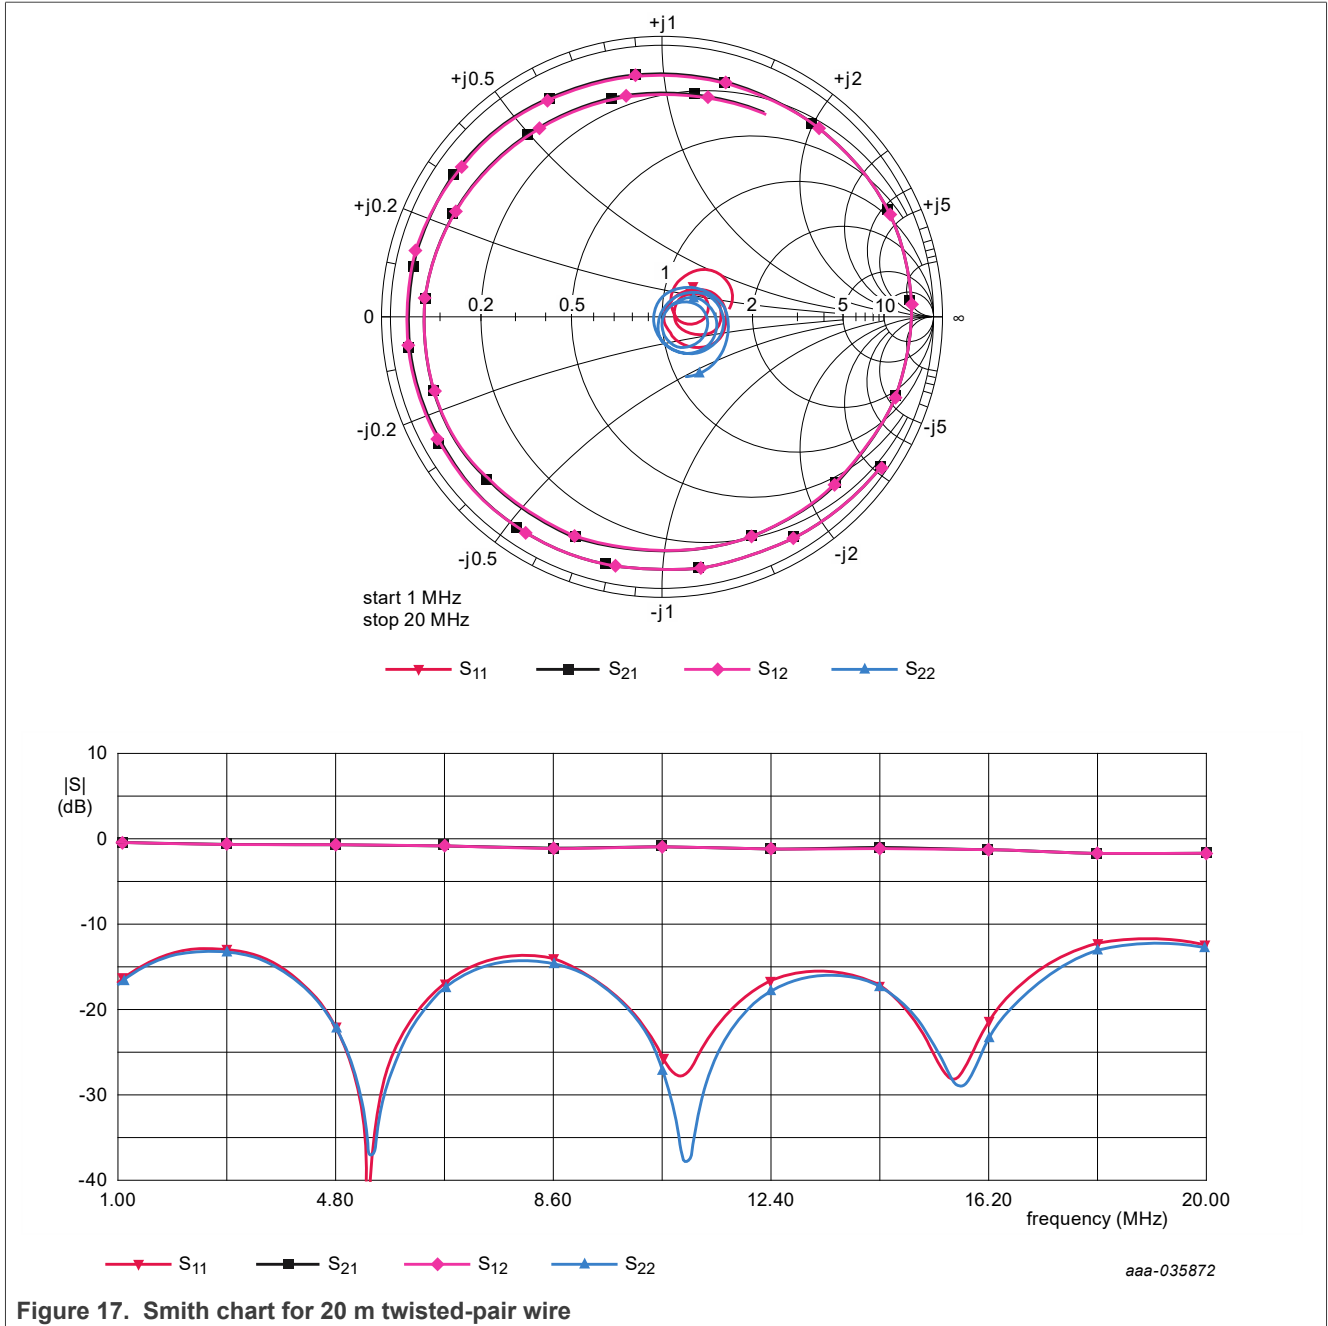 +j1
+j0.5
+j2
+j0.2
+j5
1
0
0.2
0.5
2
5
10
∞
-j0.2
-j5
-j0.5
-j2
-j1
start 1 MHz
stop 20 MHz
S11 S21 S12 S22
10
|S|
(dB)
0
-10
-20
-30
-40
1.00 4.80 8.60 12.40 16.20 20.00
frequency (MHz)
S11 S21 S12 S22
aaa-035872
Figure 17. Smith chart for 20 m twisted-pair wire